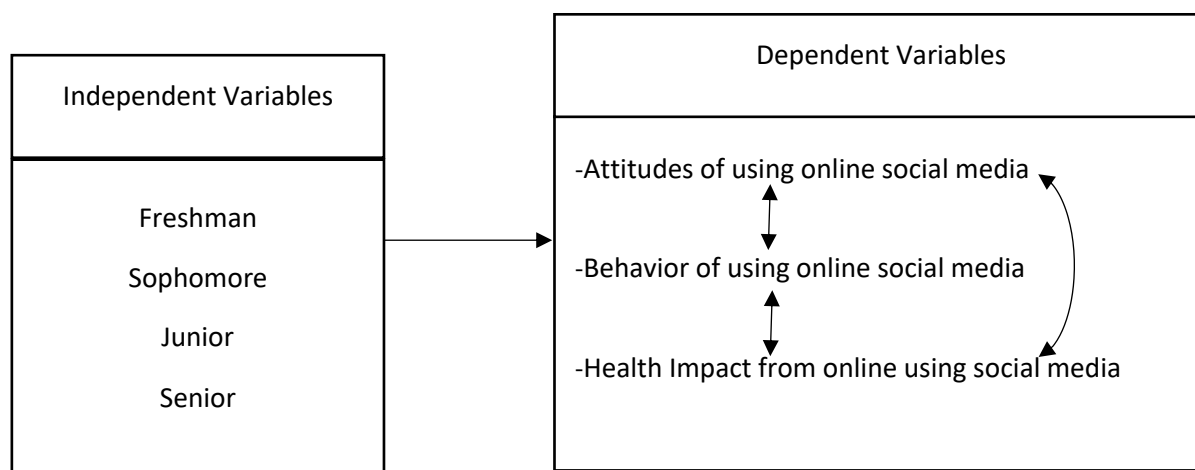 Independent Variables
Freshman
Sophomore
Junior
Senior
Dependent Variables
-Attitudes of using online social media
-Behavior of using online social media
-Health Impact from online using social media